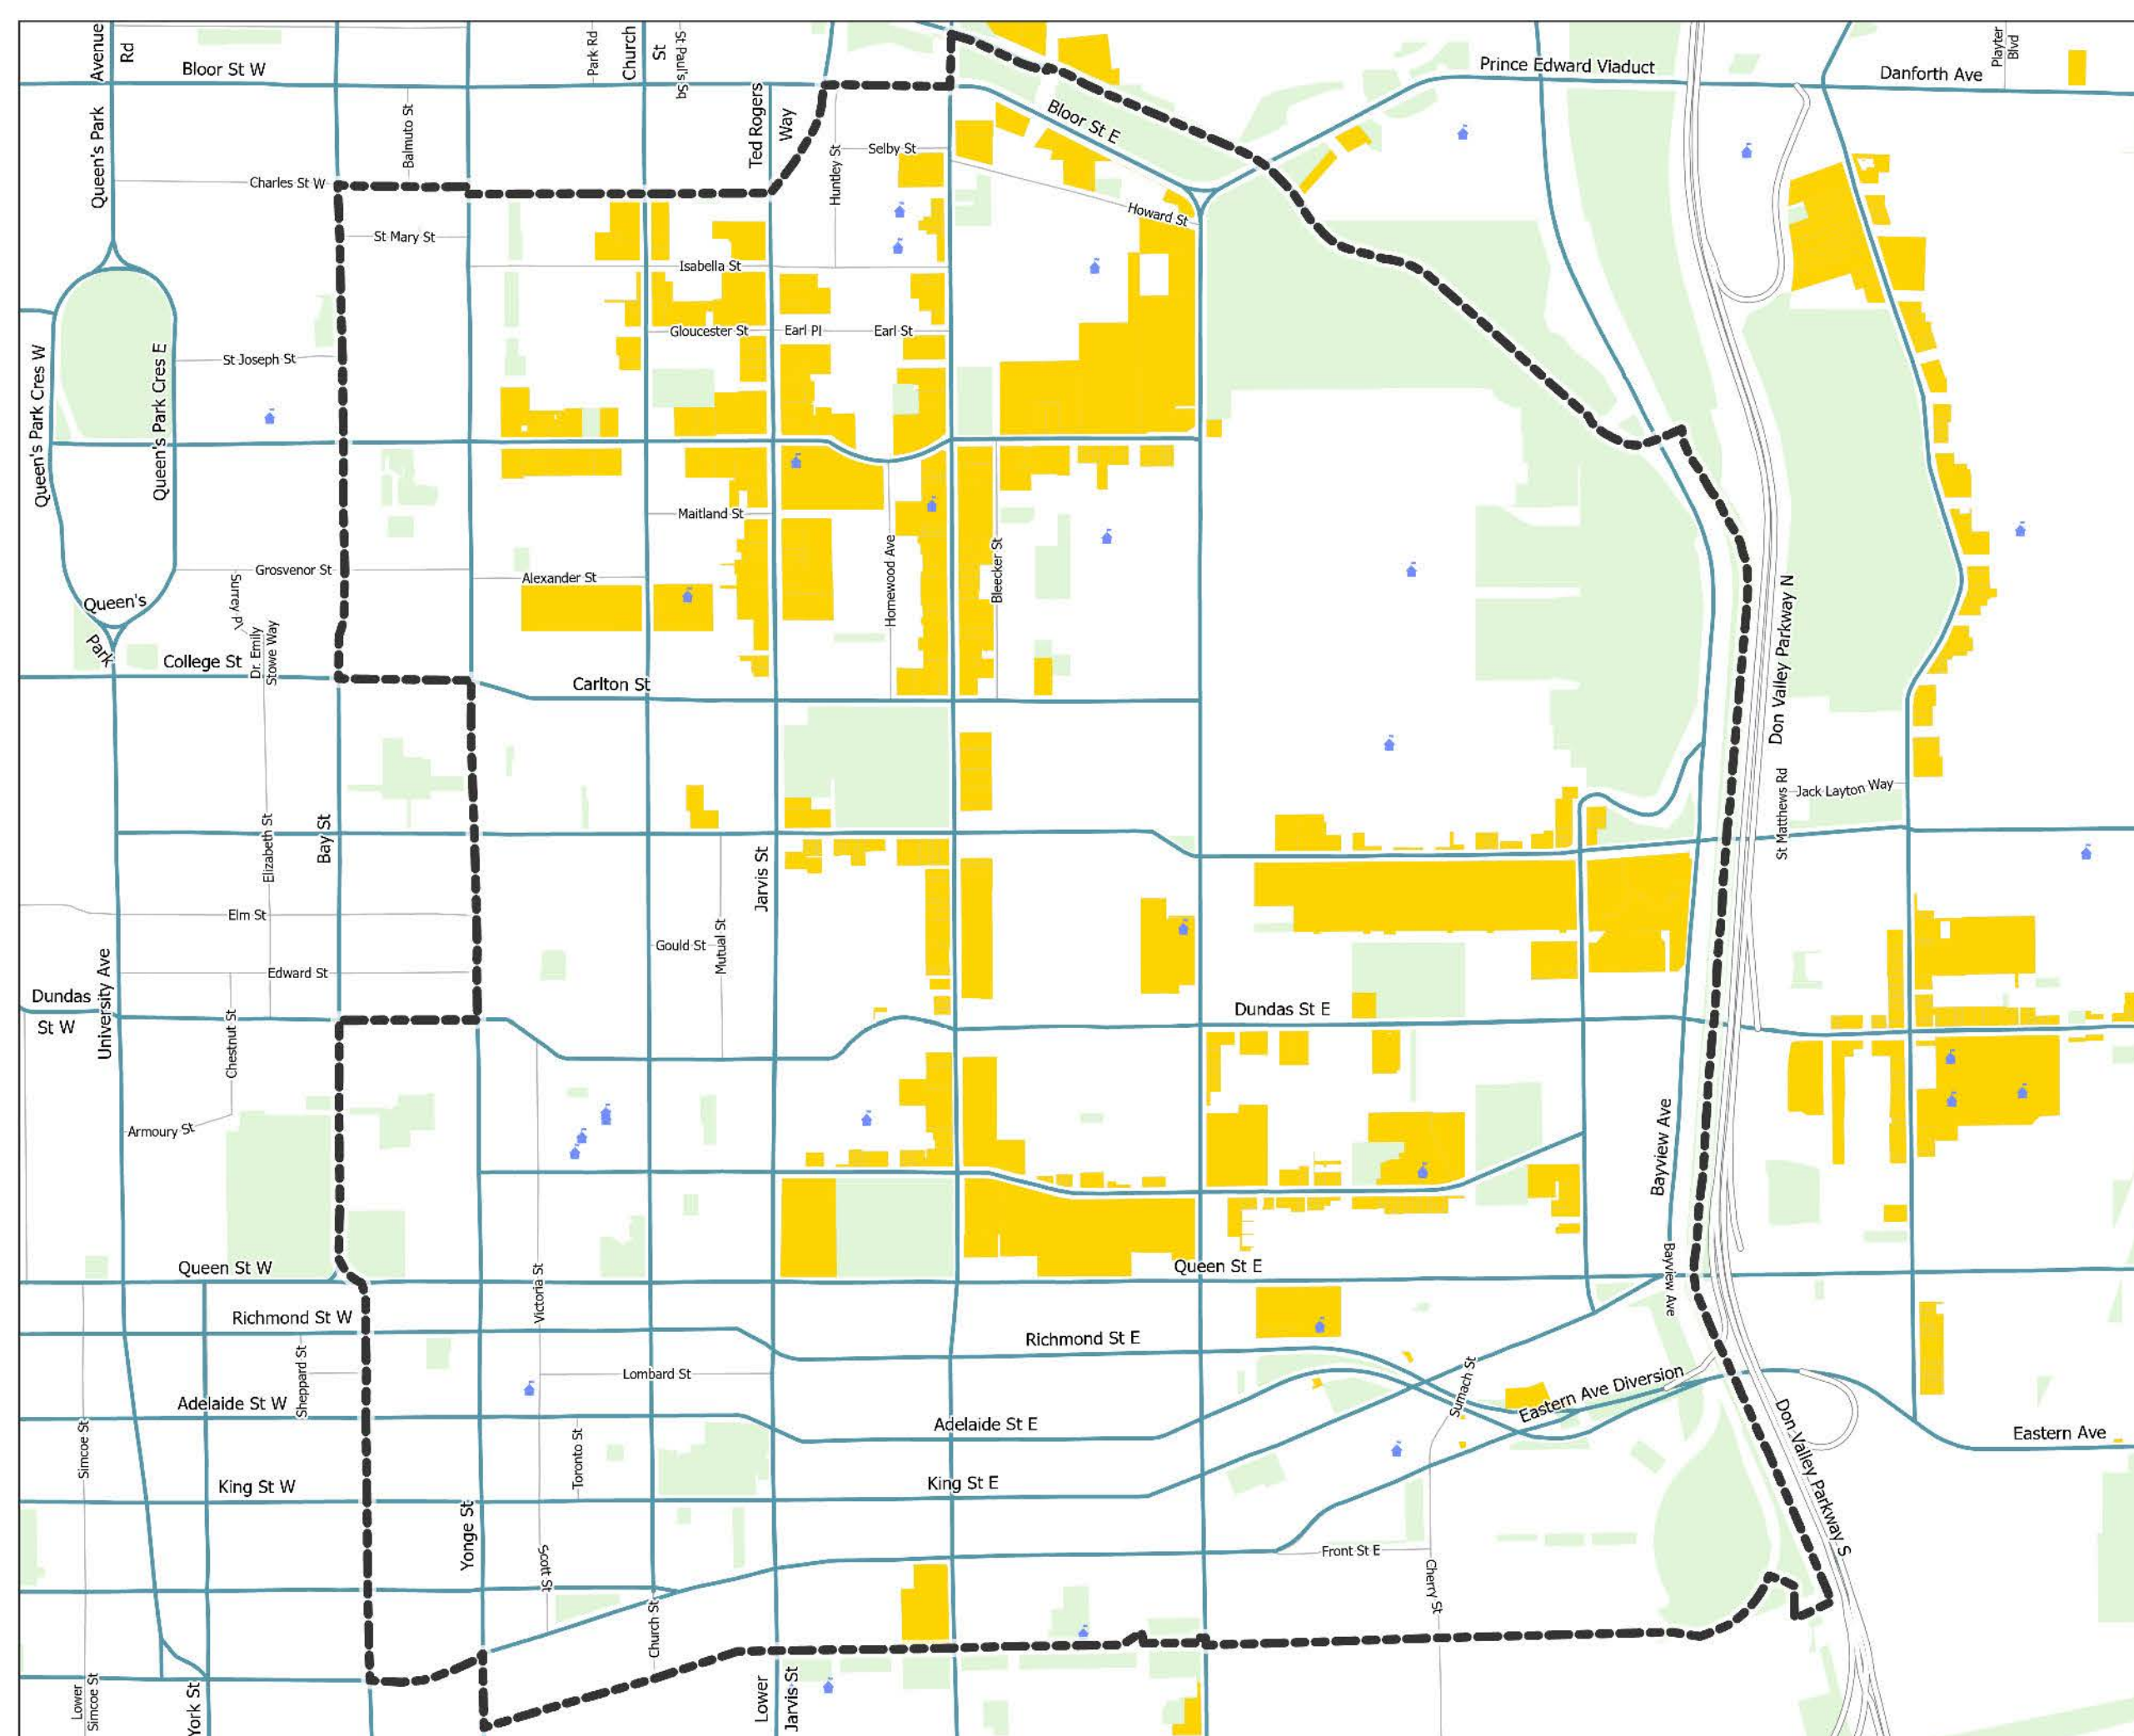 Avenue
Rd
Park Rd
Church
St
St Paul's Sq
Playter
Blvd
Bloor St W
Prince Edward Viaduct
Danforth Ave
Queen's Park
Balmuto St
Ted Rogers
Way
Bloor St E
Huntley St
Selby St
Charles St W
Howard St
St Mary St
Isabella St
Gloucester St
Earl Pl
Earl St
Queen's Park Cres W
Queen's Park Cres E
St Joseph St
Maitland St
Homewood Ave
Bleecker St
Grosvenor St
Surrey Pl
Alexander St
Queen's
Park
Dr. Emily
Stowe Way
College St
Carlton St
Don Valley Parkway N
St Matthews Rd
Jack Layton Way
Elizabeth St
Bay St
Jarvis St
Elm St
Gould St
Mutual St
University Ave
Edward St
Dundas
St W
Chestnut St
Dundas St E
Armoury St
Bayview Ave
Queen St W
Victoria St
Queen St E
Bayview Ave
Richmond St W
Richmond St E
Sheppard St
Lombard St
Sumach St
Eastern Ave Diversion
Adelaide St W
Adelaide St E
Simcoe St
Toronto St
Don Valley Parkway S
Eastern Ave
King St W
King St E
Yonge St
Scott St
Front St E
Cherry St
Church St
Lower
Simcoe St
York St
Lower
Jarvis St